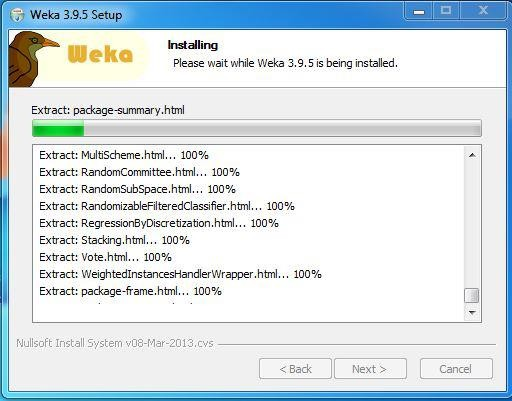 Weka 3.9.5 Setup
Weka
Installing
Please wait while Weka 3.9.5 is being installed.
Extract: package-summary.html
Extract: MultiScheme.html... 100%
Extract: RandomCommittee.html... 100%
Extract: RandomSubSpace.html... 100%
Extract: RandomizableFilteredClassifier.html... 100%
Extract: RegressionByDiscretization.html... 100%
Extract: Stacking.html... 100%
Extract: Vote.html... 100%
Extract: WeightedInstancesHandlerWrapper.html... 100%
Extract: package-frame.html... 100%
Nullsoft Install System v08-Mar-2013.cvs
< Back
Next >
Cancel